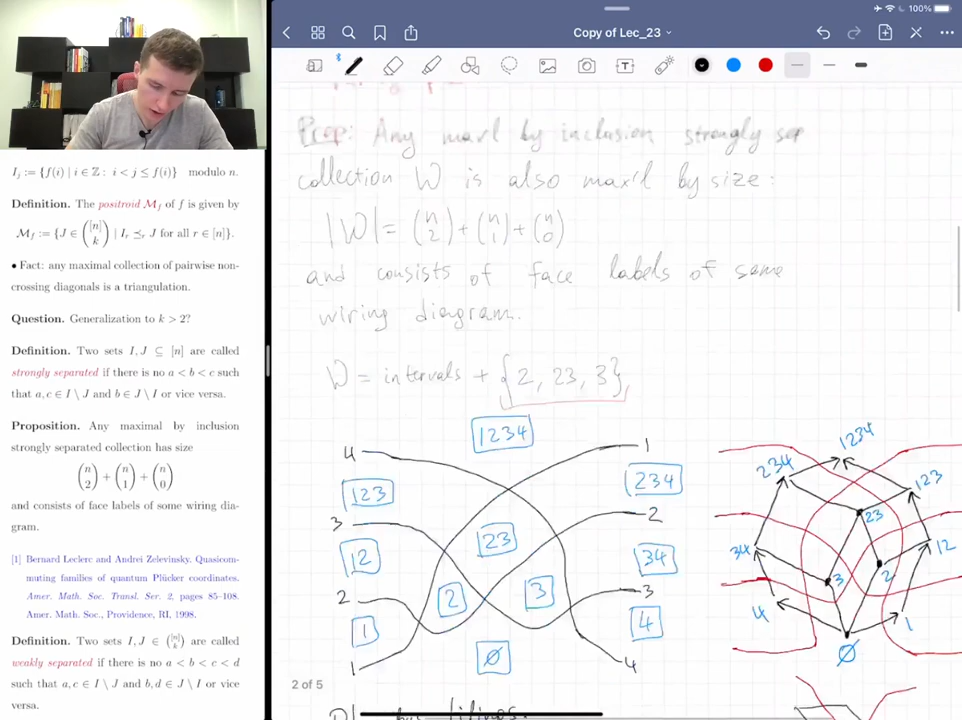 I_j := {f(i) | i ∈ ℤ : i < j ≤ f(i)} modulo n.
Definition. The positroid ℳ_f of f is given by
ℳ_f := {J ∈ ([n] k) | I_r ⪯_r J for all r ∈ [n]}.
• Fact: any maximal collection of pairwise non-
crossing diagonals is a triangulation.
Question. Generalization to k > 2?
Definition. Two sets I, J ⊆ [n] are called
strongly separated if there is no a < b < c such
that a, c ∈ I \ J and b ∈ J \ I or vice versa.
Proposition. Any maximal by inclusion
strongly separated collection has size
(n 2) + (n 1) + (n 0)
and consists of face labels of some wiring dia-
gram.
[1] Bernard Leclerc and Andrei Zelevinsky. Quasicom-
muting families of quantum Plücker coordinates.
Amer. Math. Soc. Transl. Ser. 2, pages 85–108.
Amer. Math. Soc., Providence, RI, 1998.
Definition. Two sets I, J ∈ ([n] k) are called
weakly separated if there is no a < b < c < d
such that a, c ∈ I \ J and b, d ∈ J \ I or vice
versa.
100%
Copy of Lec_23
Prop: Any max'l by inclusion strongly sep
collection W is also max'l by size:
|W| = (n 2) + (n 1) + (n 0)
and consists of face labels of some
wiring diagram.
W = intervals + {2, 23, 3}
1234
4 1
123 234
3 2
12 23 34
2 3
1 2 3 4
1 ∅ 4
1234
234 123
23
34 12
3 2
4 1
∅
2 of 5